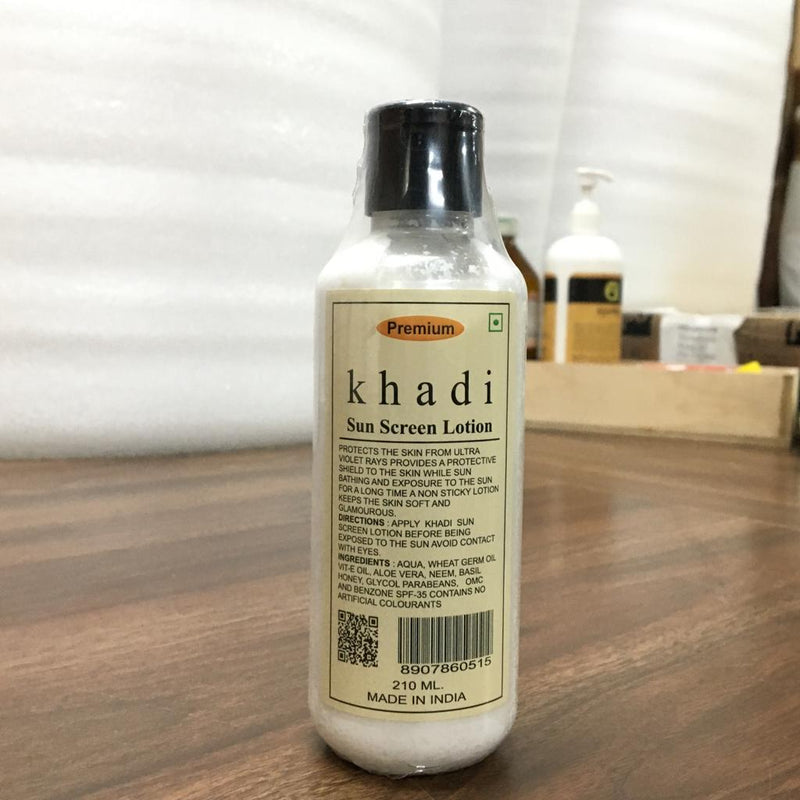 Premium
khadi
Sun Screen Lotion
PROTECTS THE SKIN FROM ULTRA
VIOLET RAYS PROVIDES A PROTECTIVE
SHIELD TO THE SKIN WHILE SUN
BATHING AND EXPOSURE TO THE SUN
FOR A LONG TIME A NON STICKY LOTION
KEEPS THE SKIN SOFT AND
GLAMOUROUS.
DIRECTIONS : APPLY KHADI SUN
SCREEN LOTION BEFORE BEING
EXPOSED TO THE SUN AVOID CONTACT
WITH EYES.
INGREDIENTS : AQUA, WHEAT GERM OIL
VIT-E OIL, ALOE VERA, NEEM, BASIL
HONEY, GLYCOL PARABEANS, OMC
AND BENZONE SPF-35 CONTAINS NO
ARTIFICIAL COLOURANTS
8907860515
210 ML.
MADE IN INDIA